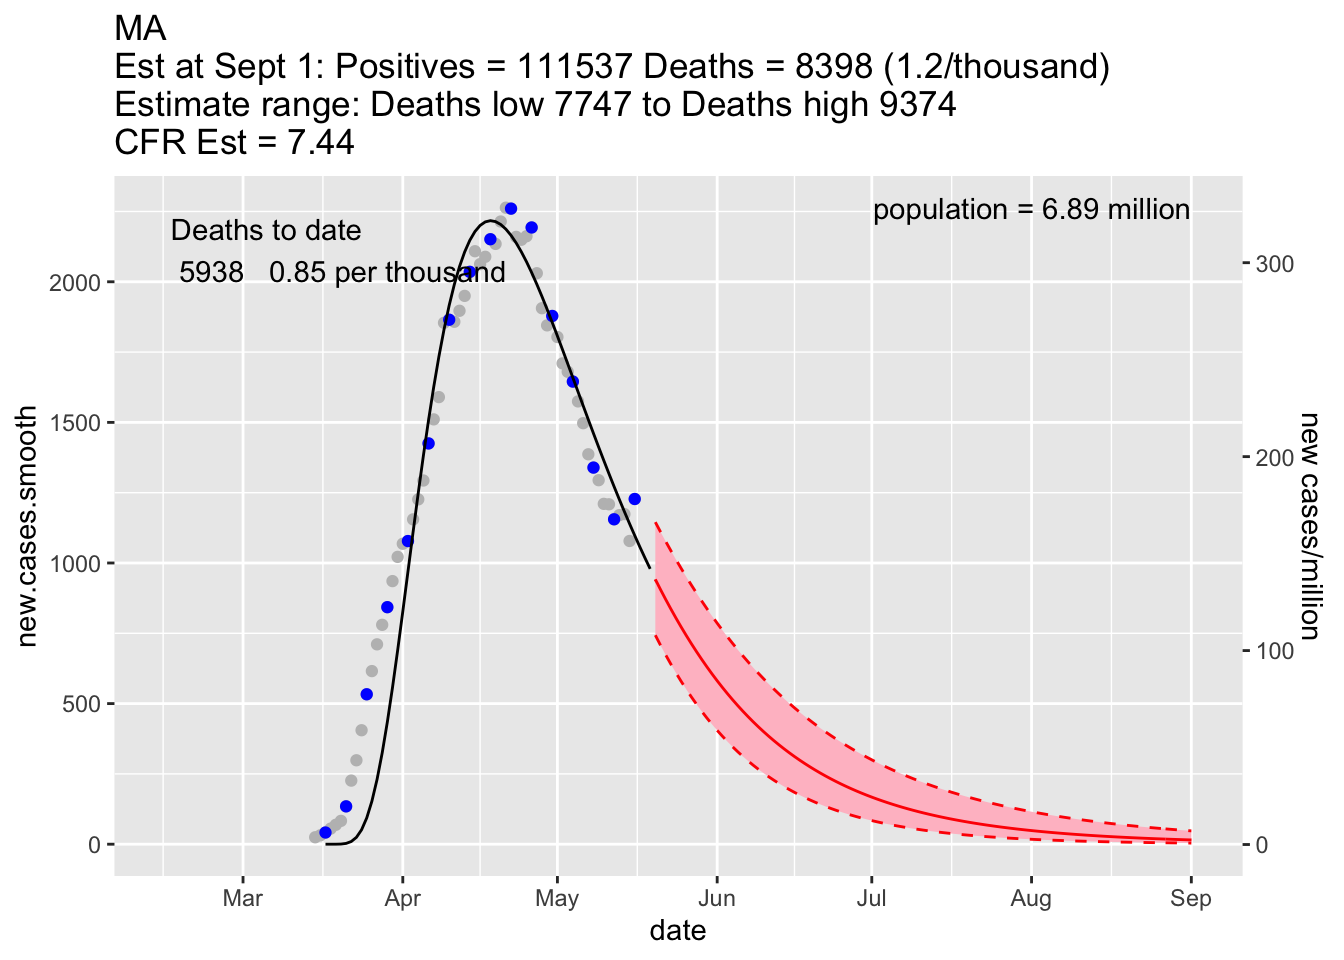 MA
Est at Sept 1: Positives = 111537 Deaths = 8398 (1.2/thousand)
Estimate range: Deaths low 7747 to Deaths high 9374
CFR Est = 7.44
population = 6.89 million
Deaths to date
5938 0.85 per thousand
2000
1500
1000
500
0
new.cases.smooth
300
200
100
0
new cases/million
Mar Apr May Jun Jul Aug Sep
date